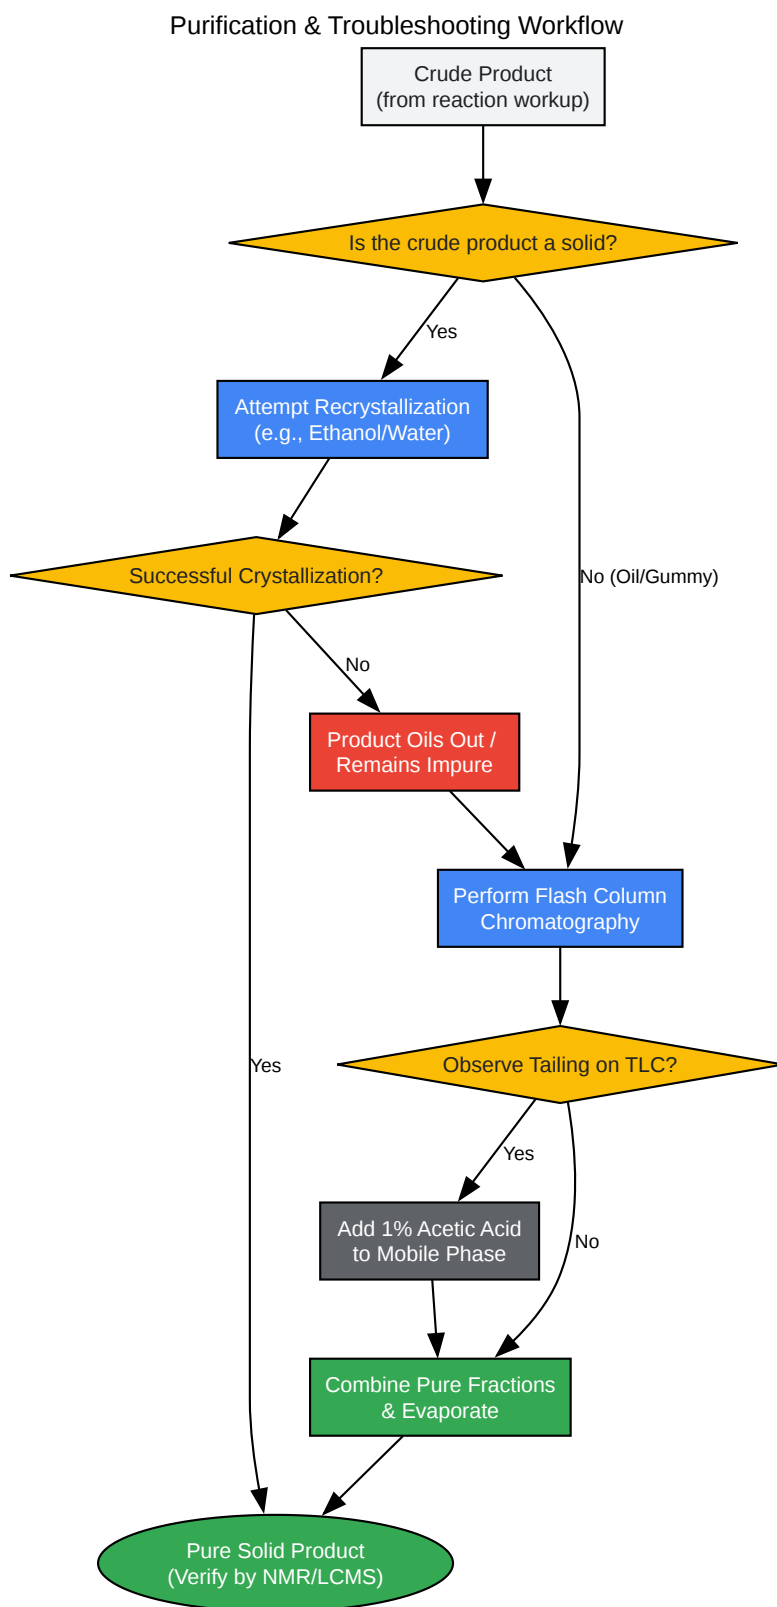 Purification & Troubleshooting Workflow
Crude Product
(from reaction workup)
Is the crude product a solid?
Yes
Attempt Recrystallization
(e.g., Ethanol/Water)
Successful Crystallization?
No (Oil/Gummy)
No
Product Oils Out /
Remains Impure
Perform Flash Column
Chromatography
Yes
Observe Tailing on TLC?
Yes
Add 1% Acetic Acid
to Mobile Phase
No
Combine Pure Fractions
& Evaporate
Pure Solid Product
(Verify by NMR/LCMS)